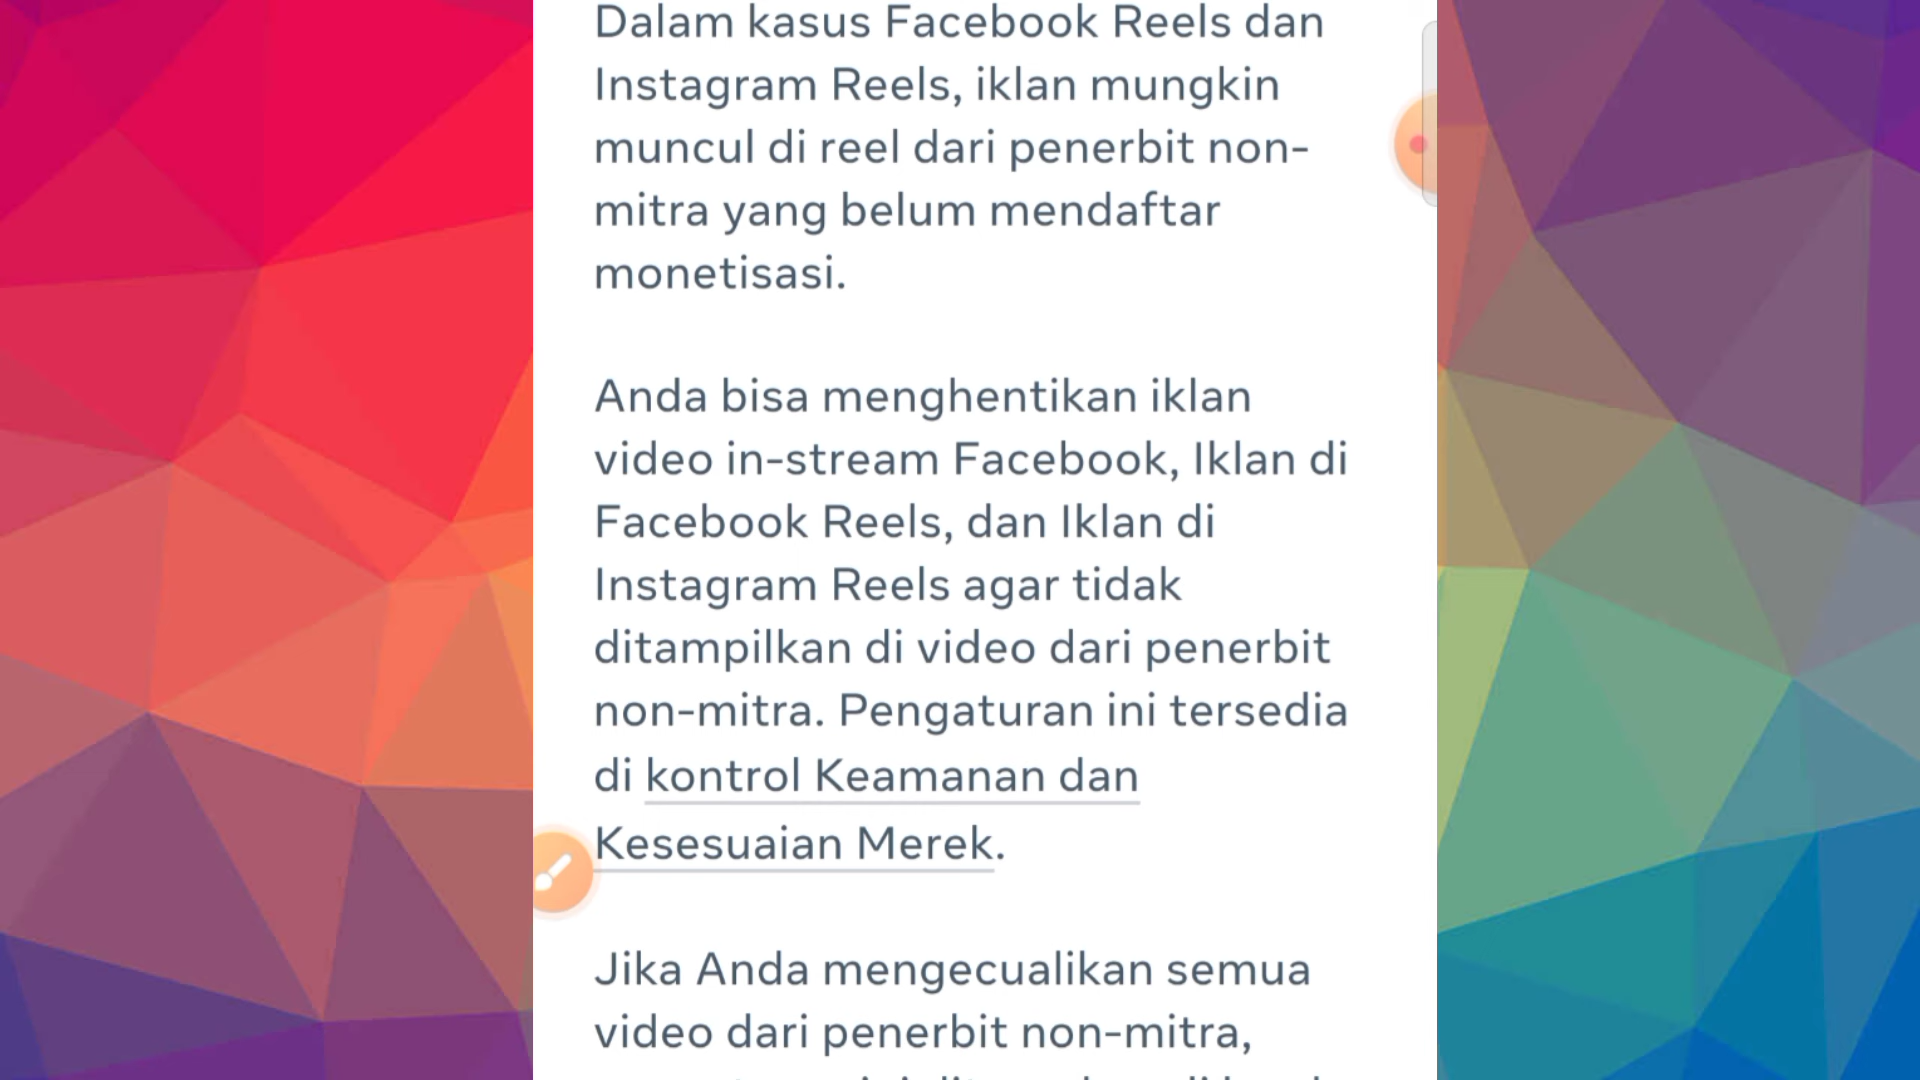 Dalam kasus Facebook Reels dan
Instagram Reels, iklan mungkin
muncul di reel dari penerbit non-
mitra yang belum mendaftar
monetisasi.
Anda bisa menghentikan iklan
video in-stream Facebook, Iklan di
Facebook Reels, dan Iklan di
Instagram Reels agar tidak
ditampilkan di video dari penerbit
non-mitra. Pengaturan ini tersedia
di kontrol Keamanan dan
Kesesuaian Merek.
Jika Anda mengecualikan semua
video dari penerbit non-mitra,